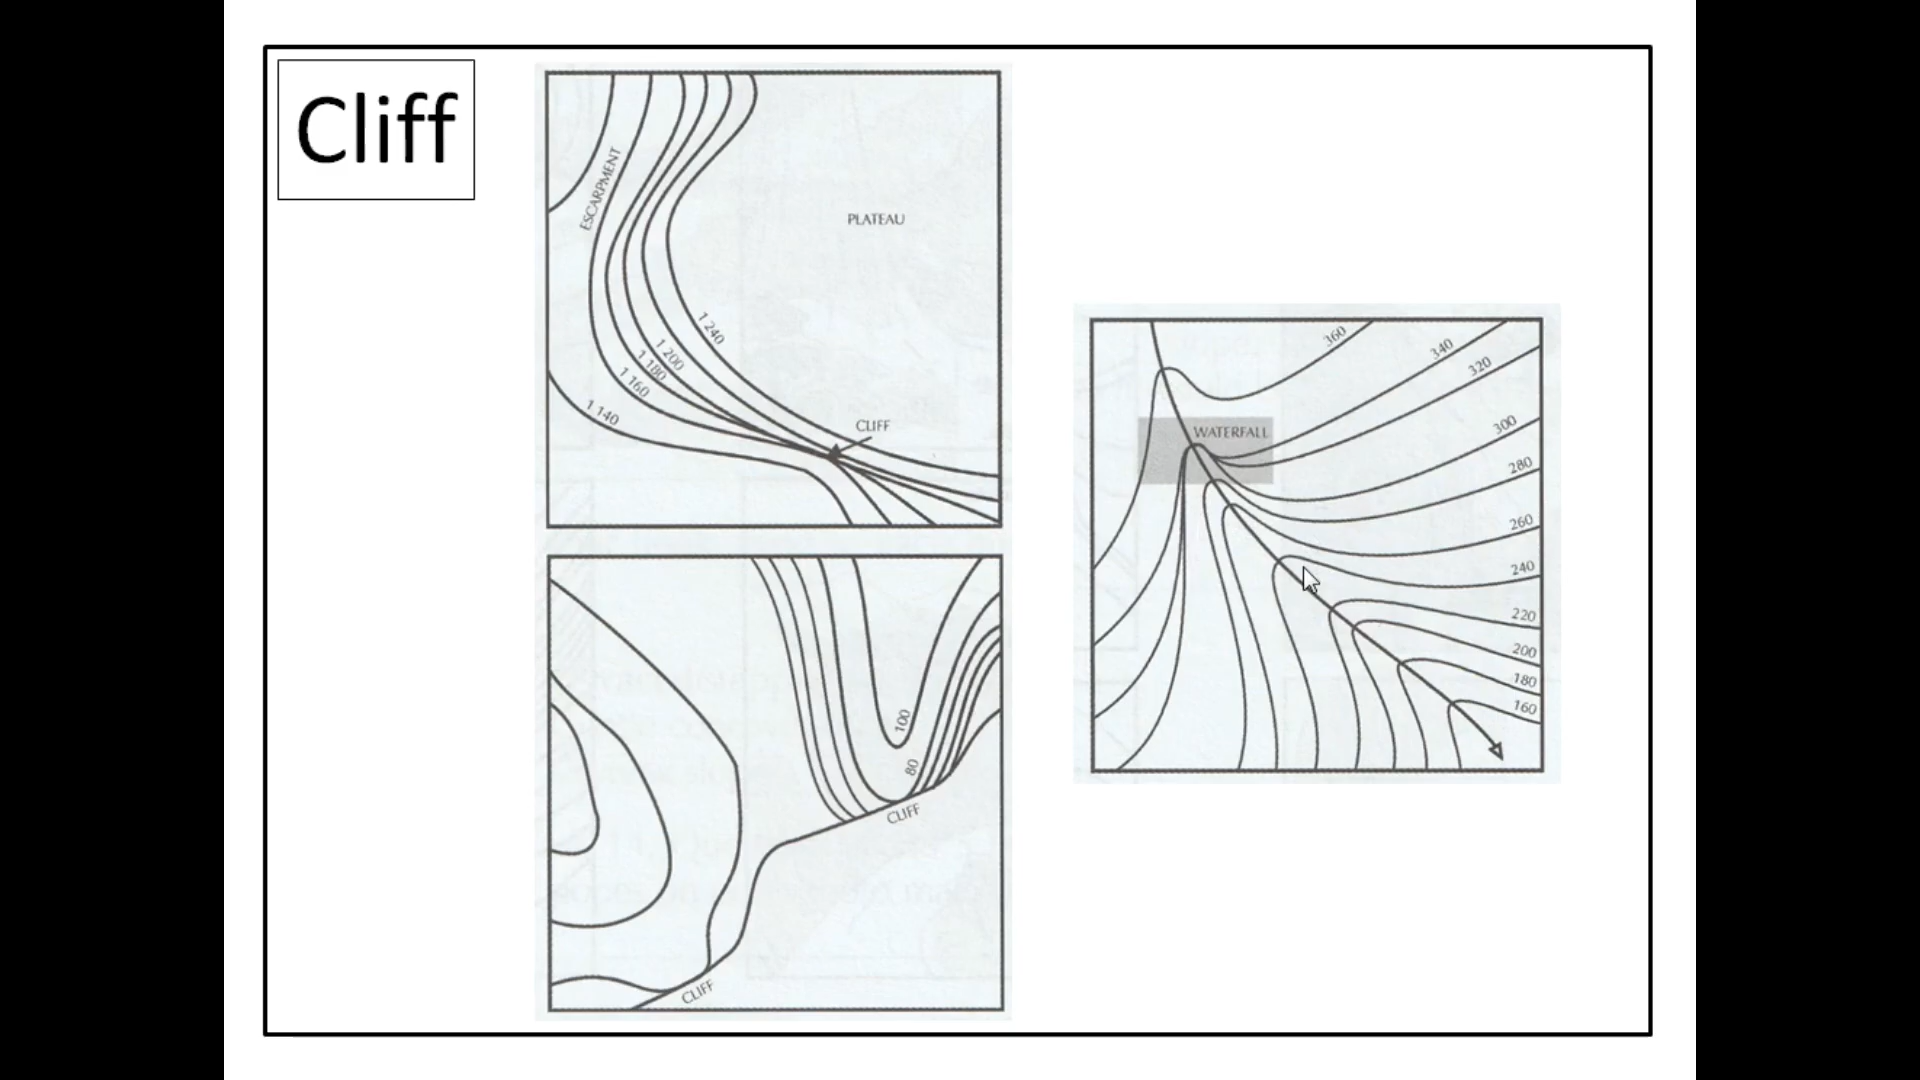 Cliff
ESCARPMENT
PLATEAU
1 240
1 200
1 180
1 160
1 140
CLIFF
100
80
CLIFF
CLIFF
360
340
320
WATERFALL
300
280
260
240
220
200
180
160